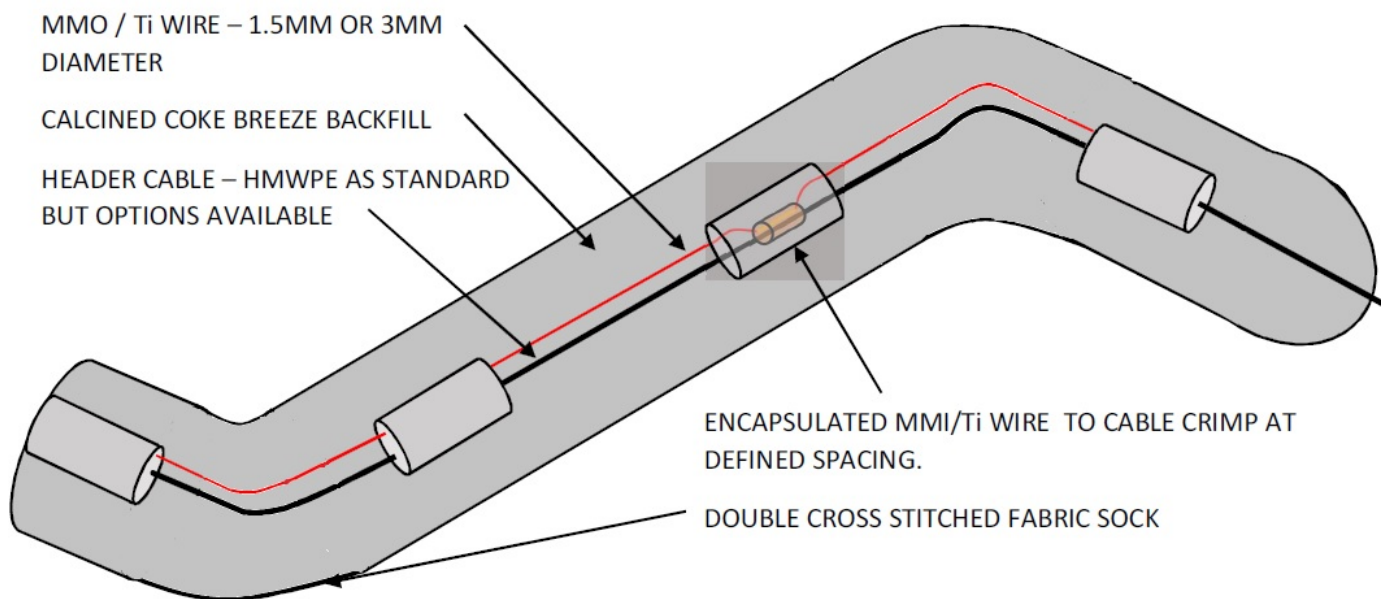 MMO / Ti WIRE – 1.5MM OR 3MM
DIAMETER
CALCINED COKE BREEZE BACKFILL
HEADER CABLE – HMWPE AS STANDARD
BUT OPTIONS AVAILABLE
ENCAPSULATED MMI/Ti WIRE  TO CABLE CRIMP AT
DEFINED SPACING.
DOUBLE CROSS STITCHED FABRIC SOCK